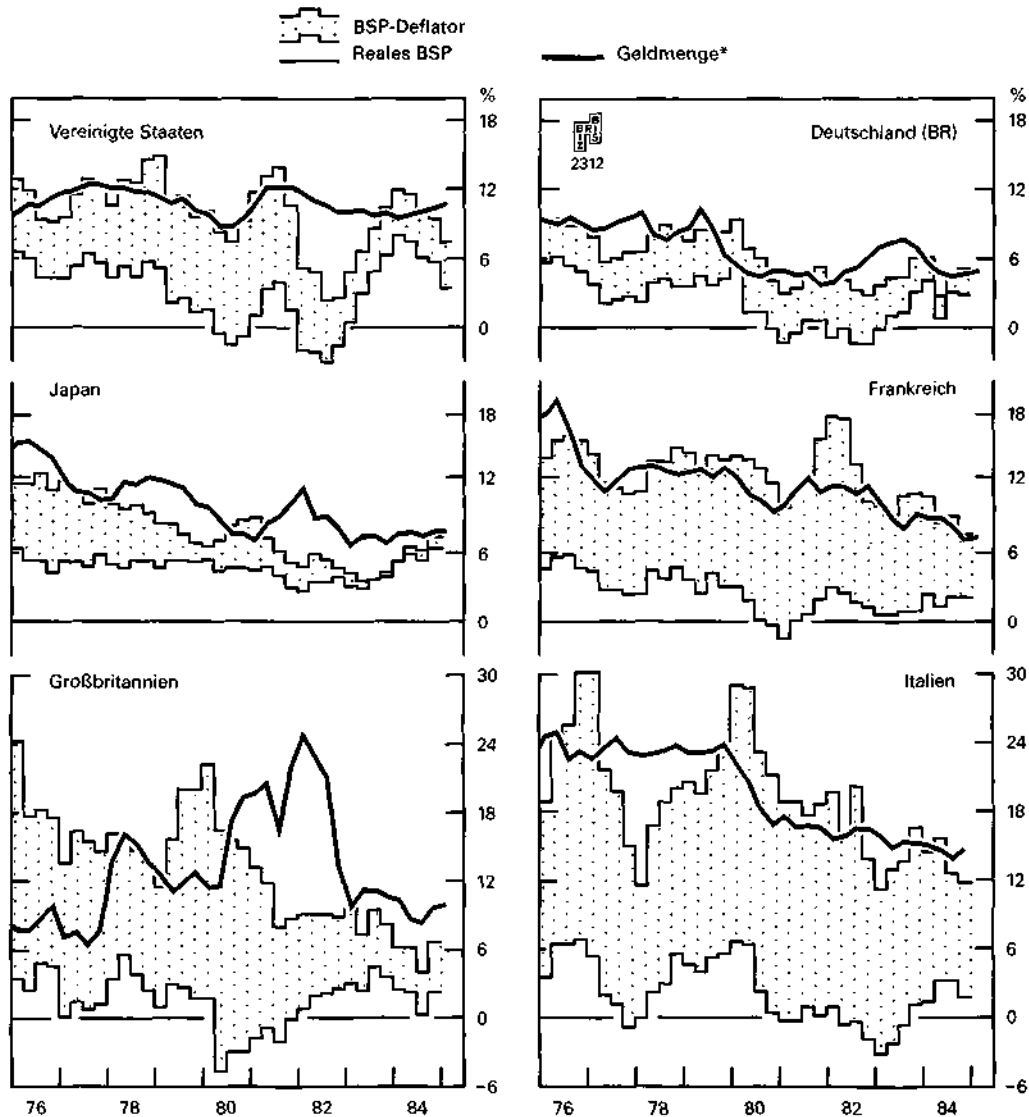 BSP-Deflator
Reales BSP
Geldmenge*
%
Vereinigte Staaten
18
12
6
0
%
Deutschland (BR)
B
BRI
I S
Z
2312
18
12
6
0
Japan
18
12
6
0
Frankreich
18
12
6
0
Großbritannien
30
24
18
12
6
0
-6
Italien
30
24
18
12
6
0
-6
76 78 80 82 84
76 78 80 82 84